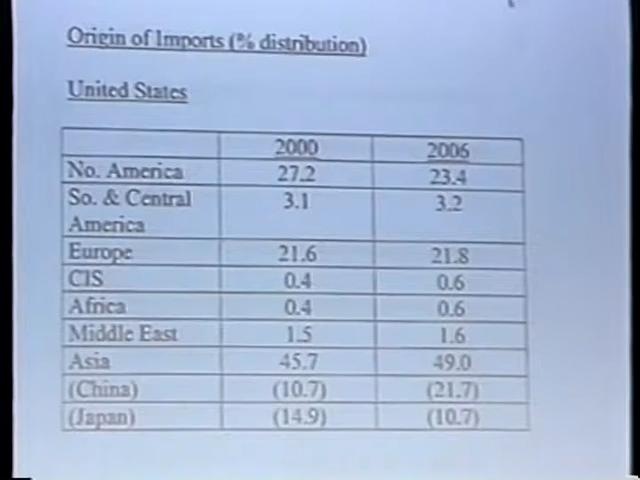 Origin of Imports (% distribution)
United States
2000 2006
No. America 27.2 23.4
So. & Central 3.1 3.2
America
Europe 21.6 21.8
CIS 0.4 0.6
Africa 0.4 0.6
Middle East 1.5 1.6
Asia 45.7 49.0
(China) (10.7) (21.7)
(Japan) (14.9) (10.7)